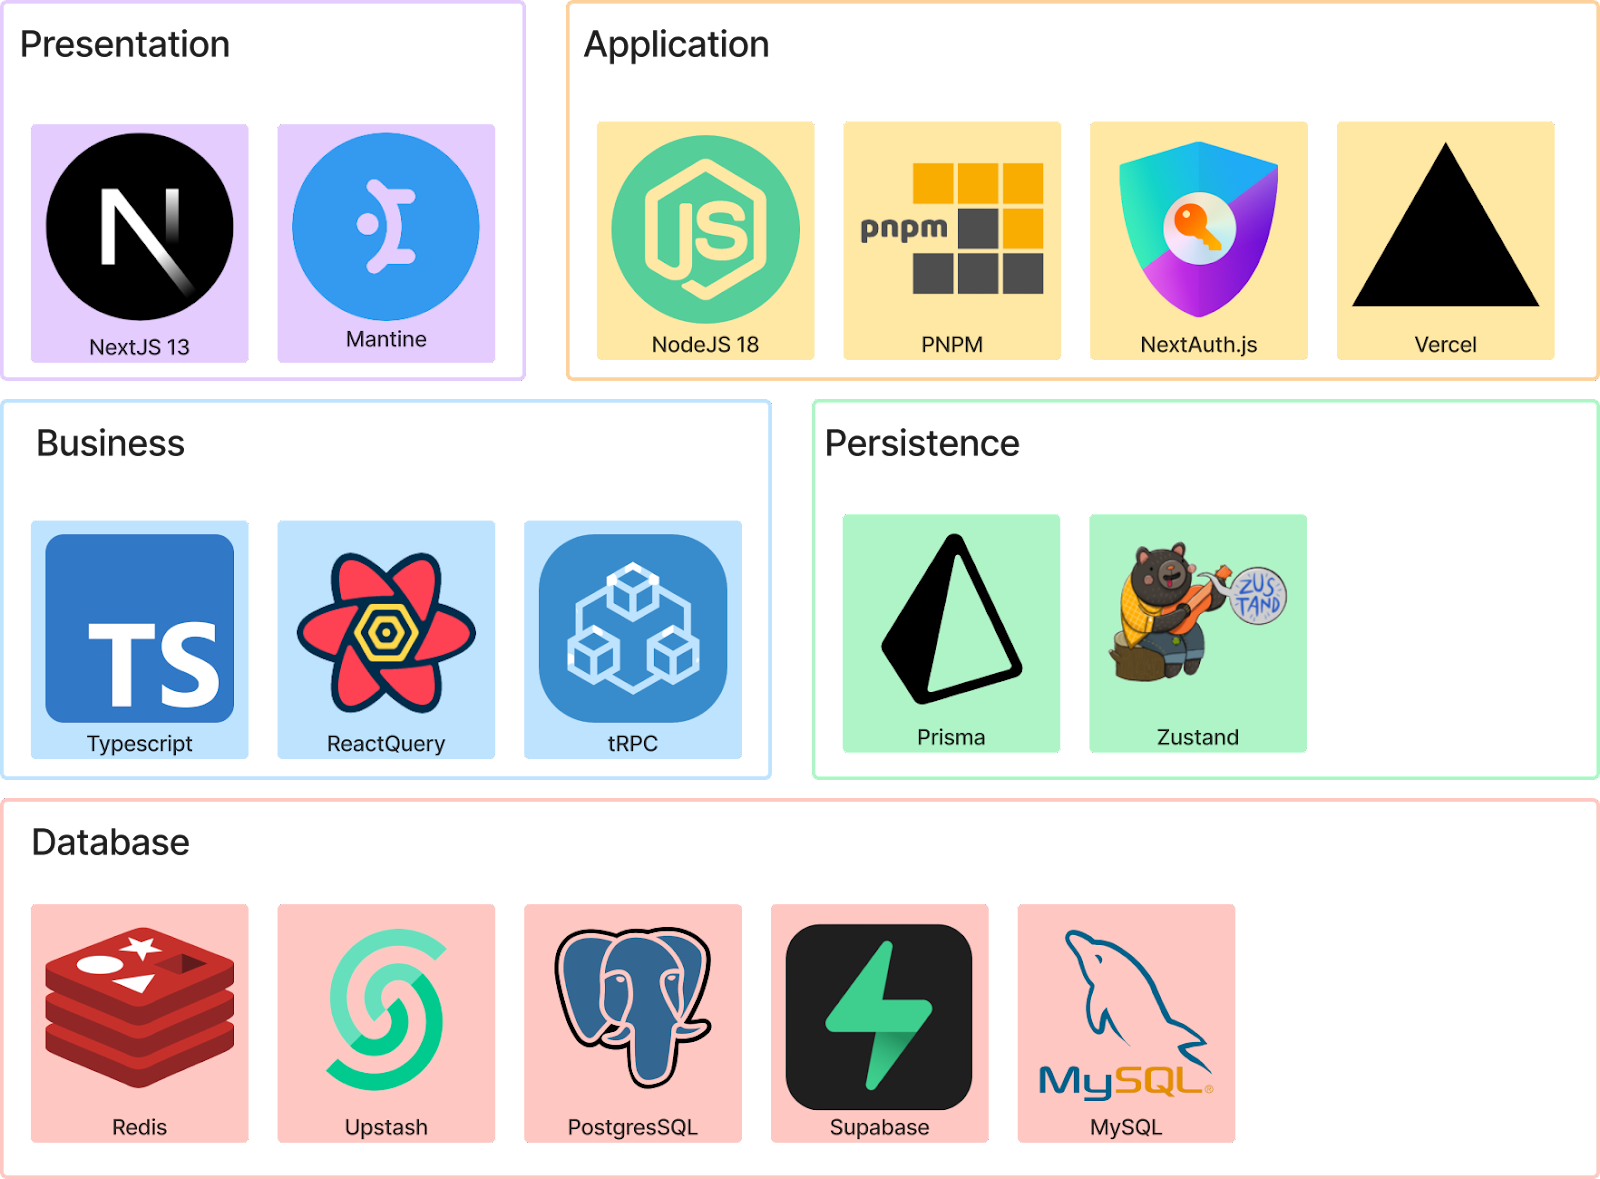 Presentation
Application
N
NextJS 13
Mantine
JS
NodeJS 18
pnpm
PNPM
NextAuth.js
Vercel
Business
Persistence
TS
Typescript
ReactQuery
tRPC
Prisma
ZUS
TAND
Zustand
Database
Redis
Upstash
PostgresSQL
Supabase
MySQL®
MySQL